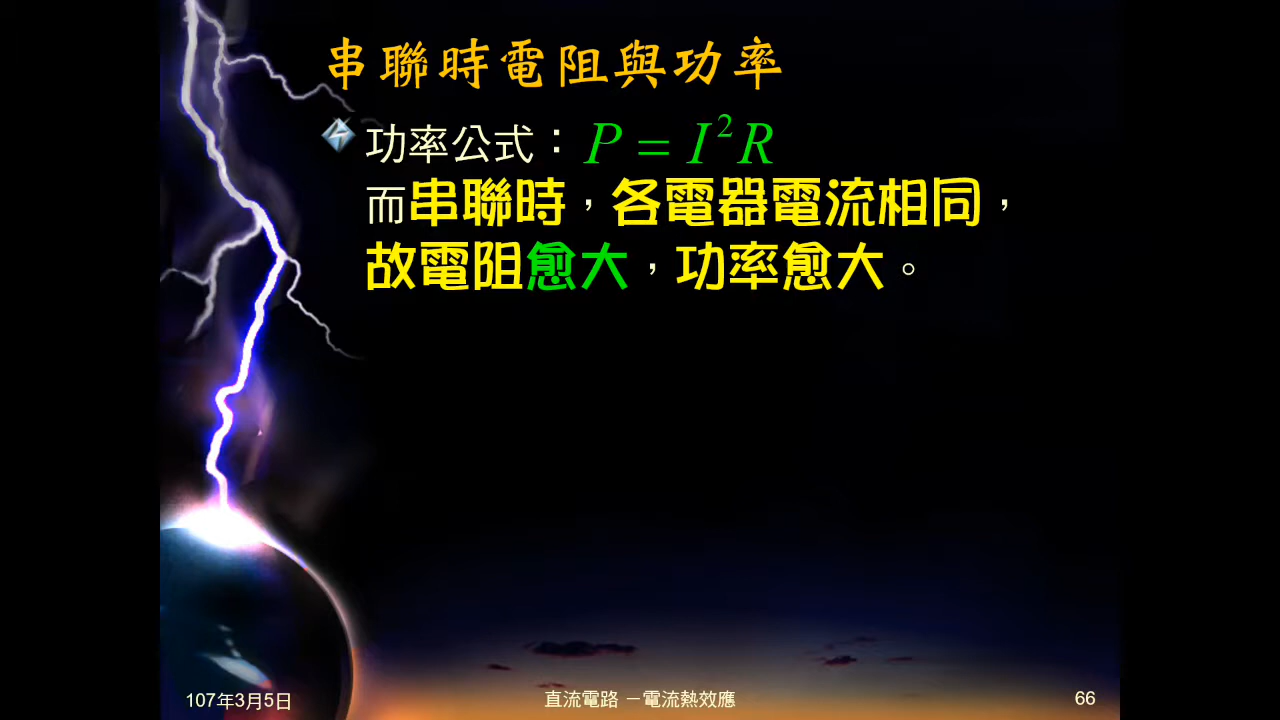 串聯時電阻與功率
功率公式：P = I²R
而串聯時，各電器電流相同，
故電阻愈大，功率愈大。
107年3月5日
直流電路 －電流熱效應
66